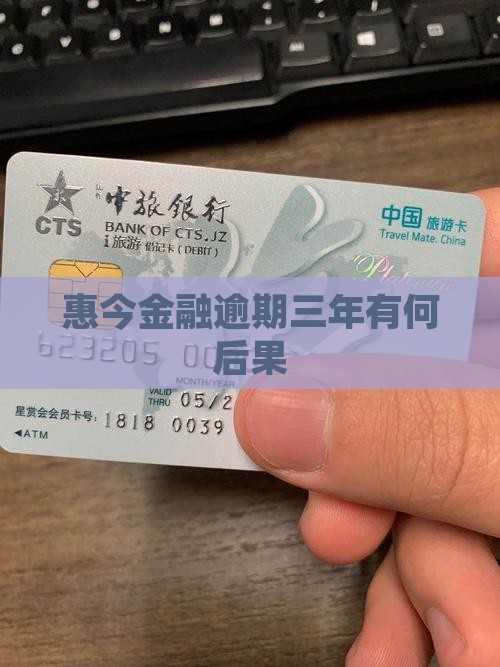 CTS
中旅银行
BANK OF CTS.JZ
i旅游 借记卡(DEBIT)
中国 旅游卡
Travel Mate. China
Platinum
惠今金融逾期三年有何
后果
623205 00
MONTH/YEAR
VALID
THRU 05/2
星赏会会员卡号:1818 0039
◀ATM